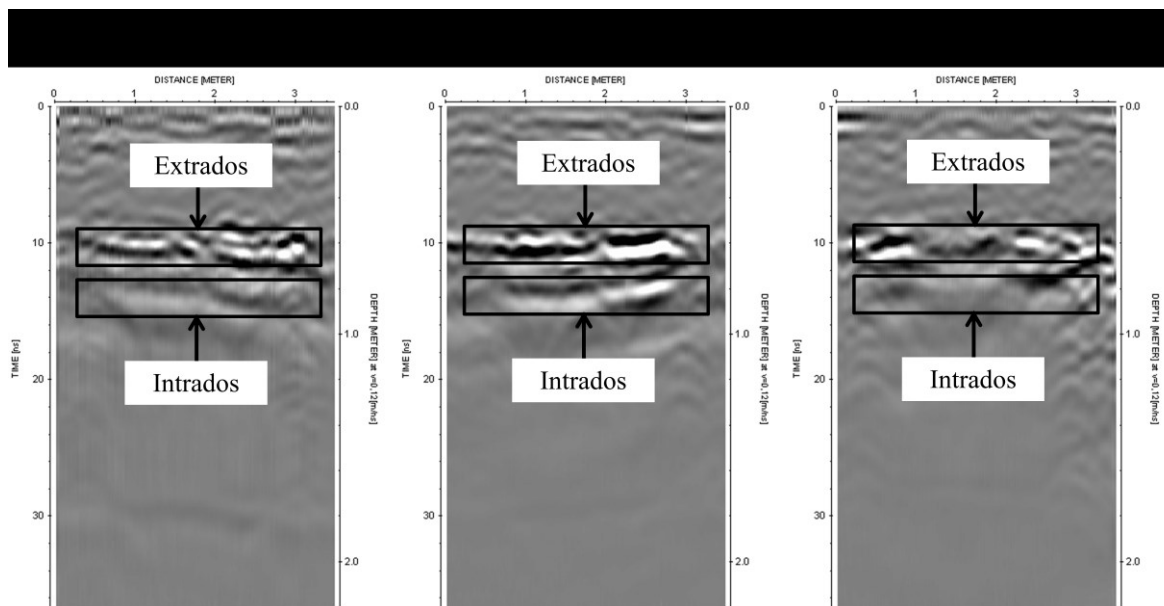 DISTANCE [METER]
0 1 2 3
0
10
20
30
TIME [ns]
Extrados
Intrados
0.0
1.0
2.0
DEPTH [METER] at v=0,12[m/ns]
DISTANCE [METER]
0 1 2 3
0
10
20
30
TIME [ns]
Extrados
Intrados
0.0
1.0
2.0
DEPTH [METER] at v=0,12[m/ns]
DISTANCE [METER]
0 1 2 3
0
10
20
30
TIME [ns]
Extrados
Intrados
0.0
1.0
2.0
DEPTH [METER] at v=0,12[m/ns]